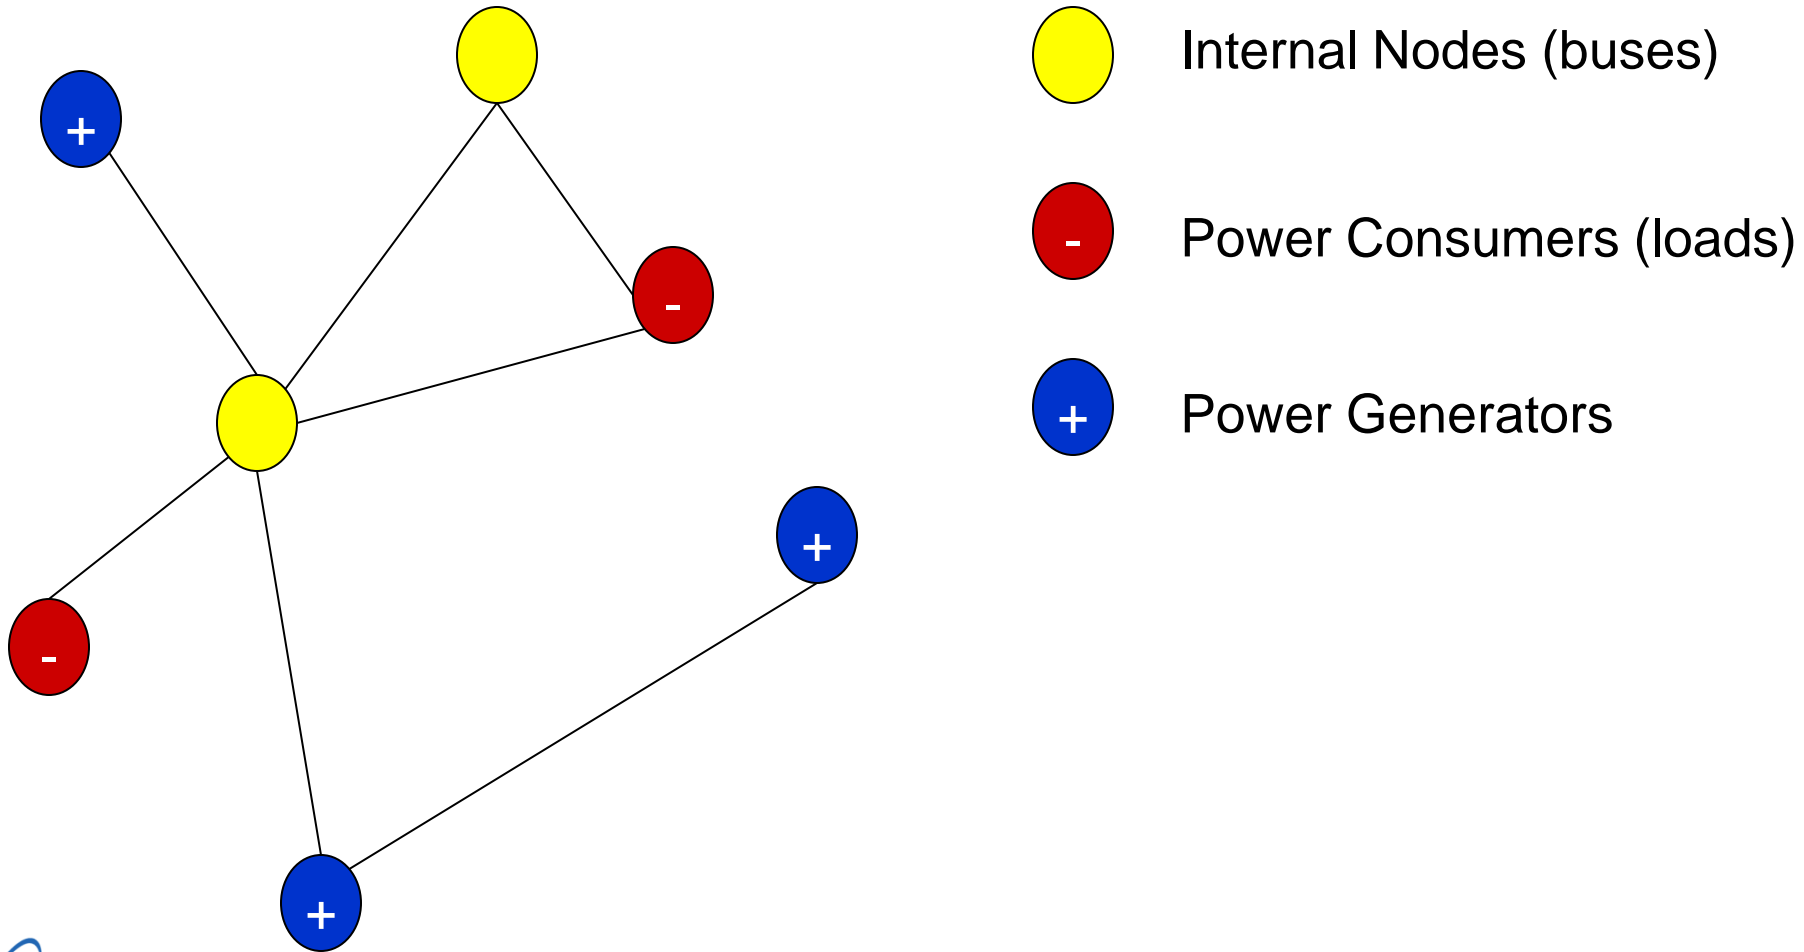 +
-
-
+
+
Internal Nodes (buses)
- Power Consumers (loads)
+ Power Generators